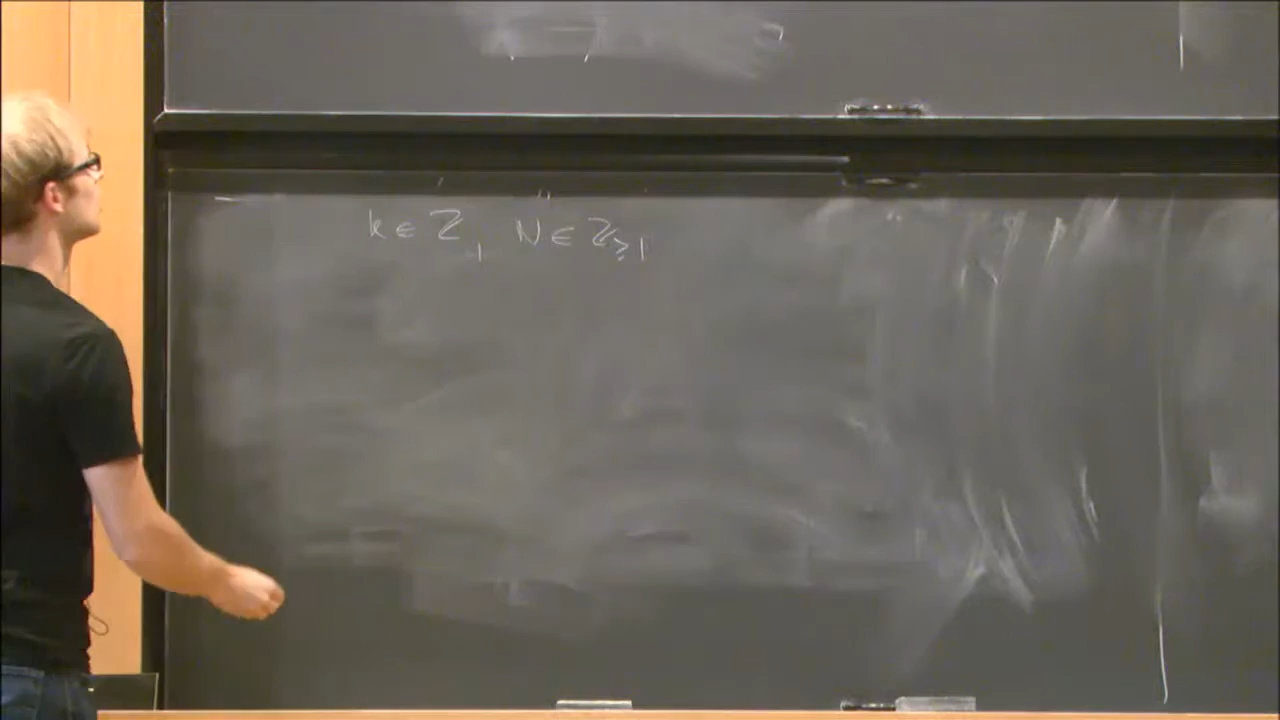 k ∈ ℤ, N ∈ ℤ≥1